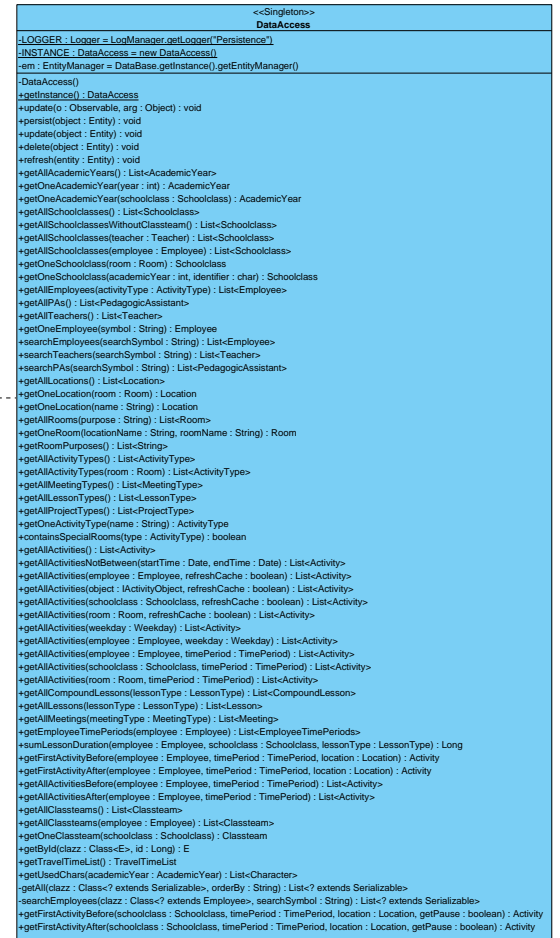 <<Singleton>>
DataAccess
-LOGGER : Logger = LogManager.getLogger("Persistence")
-INSTANCE : DataAccess = new DataAccess()
-em : EntityManager = DataBase.getInstance().getEntityManager()
-DataAccess()
+getInstance() : DataAccess
+update(o : Observable, arg : Object) : void
+persist(object : Entity) : void
+update(object : Entity) : void
+delete(object : Entity) : void
+refresh(entity : Entity) : void
+getAllAcademicYears() : List<AcademicYear>
+getOneAcademicYear(year : int) : AcademicYear
+getOneAcademicYear(schoolclass : Schoolclass) : AcademicYear
+getAllSchoolclasses() : List<Schoolclass>
+getAllSchoolclassesWithoutClassteam() : List<Schoolclass>
+getAllSchoolclasses(teacher : Teacher) : List<Schoolclass>
+getAllSchoolclasses(employee : Employee) : List<Schoolclass>
+getOneSchoolclass(room : Room) : Schoolclass
+getOneSchoolclass(academicYear : int, identifier : char) : Schoolclass
+getAllEmployees(activityType : ActivityType) : List<Employee>
+getAllPAs() : List<PedagogicAssistant>
+getAllTeachers() : List<Teacher>
+getOneEmployee(symbol : String) : Employee
+searchEmployees(searchSymbol : String) : List<Employee>
+searchTeachers(searchSymbol : String) : List<Teacher>
+searchPAs(searchSymbol : String) : List<PedagogicAssistant>
+getAllLocations() : List<Location>
+getOneLocation(room : Room) : Location
+getOneLocation(name : String) : Location
+getAllRooms(purpose : String) : List<Room>
+getOneRoom(locationName : String, roomName : String) : Room
+getRoomPurposes() : List<String>
+getAllActivityTypes() : List<ActivityType>
+getAllActivityTypes(room : Room) : List<ActivityType>
+getAllMeetingTypes() : List<MeetingType>
+getAllLessonTypes() : List<LessonType>
+getAllProjectTypes() : List<ProjectType>
+getOneActivityType(name : String) : ActivityType
+containsSpecialRooms(type : ActivityType) : boolean
+getAllActivities() : List<Activity>
+getAllActivitiesNotBetween(startTime : Date, endTime : Date) : List<Activity>
+getAllActivities(employee : Employee, refreshCache : boolean) : List<Activity>
+getAllActivities(object : IActivityObject, refreshCache : boolean) : List<Activity>
+getAllActivities(schoolclass : Schoolclass, refreshCache : boolean) : List<Activity>
+getAllActivities(room : Room, refreshCache : boolean) : List<Activity>
+getAllActivities(weekday : Weekday) : List<Activity>
+getAllActivities(employee : Employee, weekday : Weekday) : List<Activity>
+getAllActivities(employee : Employee, timePeriod : TimePeriod) : List<Activity>
+getAllActivities(schoolclass : Schoolclass, timePeriod : TimePeriod) : List<Activity>
+getAllActivities(room : Room, timePeriod : TimePeriod) : List<Activity>
+getAllCompoundLessons(lessonType : LessonType) : List<CompoundLesson>
+getAllLessons(lessonType : LessonType) : List<Lesson>
+getAllMeetings(meetingType : MeetingType) : List<Meeting>
+getEmployeeTimePeriods(employee : Employee) : List<EmployeeTimePeriods>
+sumLessonDuration(employee : Employee, schoolclass : Schoolclass, lessonType : LessonType) : Long
+getFirstActivityBefore(employee : Employee, timePeriod : TimePeriod, location : Location) : Activity
+getFirstActivityAfter(employee : Employee, timePeriod : TimePeriod, location : Location) : Activity
+getAllActivitiesBefore(employee : Employee, timePeriod : TimePeriod) : List<Activity>
+getAllActivitiesAfter(employee : Employee, timePeriod : TimePeriod) : List<Activity>
+getAllClassteams() : List<Classteam>
+getAllClassteams(employee : Employee) : List<Classteam>
+getOneClassteam(schoolclass : Schoolclass) : Classteam
+getById(clazz : Class<E>, id : Long) : E
+getTravelTimeList() : TravelTimeList
+getUsedChars(academicYear : AcademicYear) : List<Character>
-getAll(clazz : Class<? extends Serializable>, orderBy : String) : List<? extends Serializable>
-searchEmployees(clazz : Class<? extends Employee>, searchSymbol : String) : List<? extends Serializable>
+getFirstActivityBefore(schoolclass : Schoolclass, timePeriod : TimePeriod, location : Location, getPause : boolean) : Activity
+getFirstActivityAfter(schoolclass : Schoolclass, timePeriod : TimePeriod, location : Location, getPause : boolean) : Activity